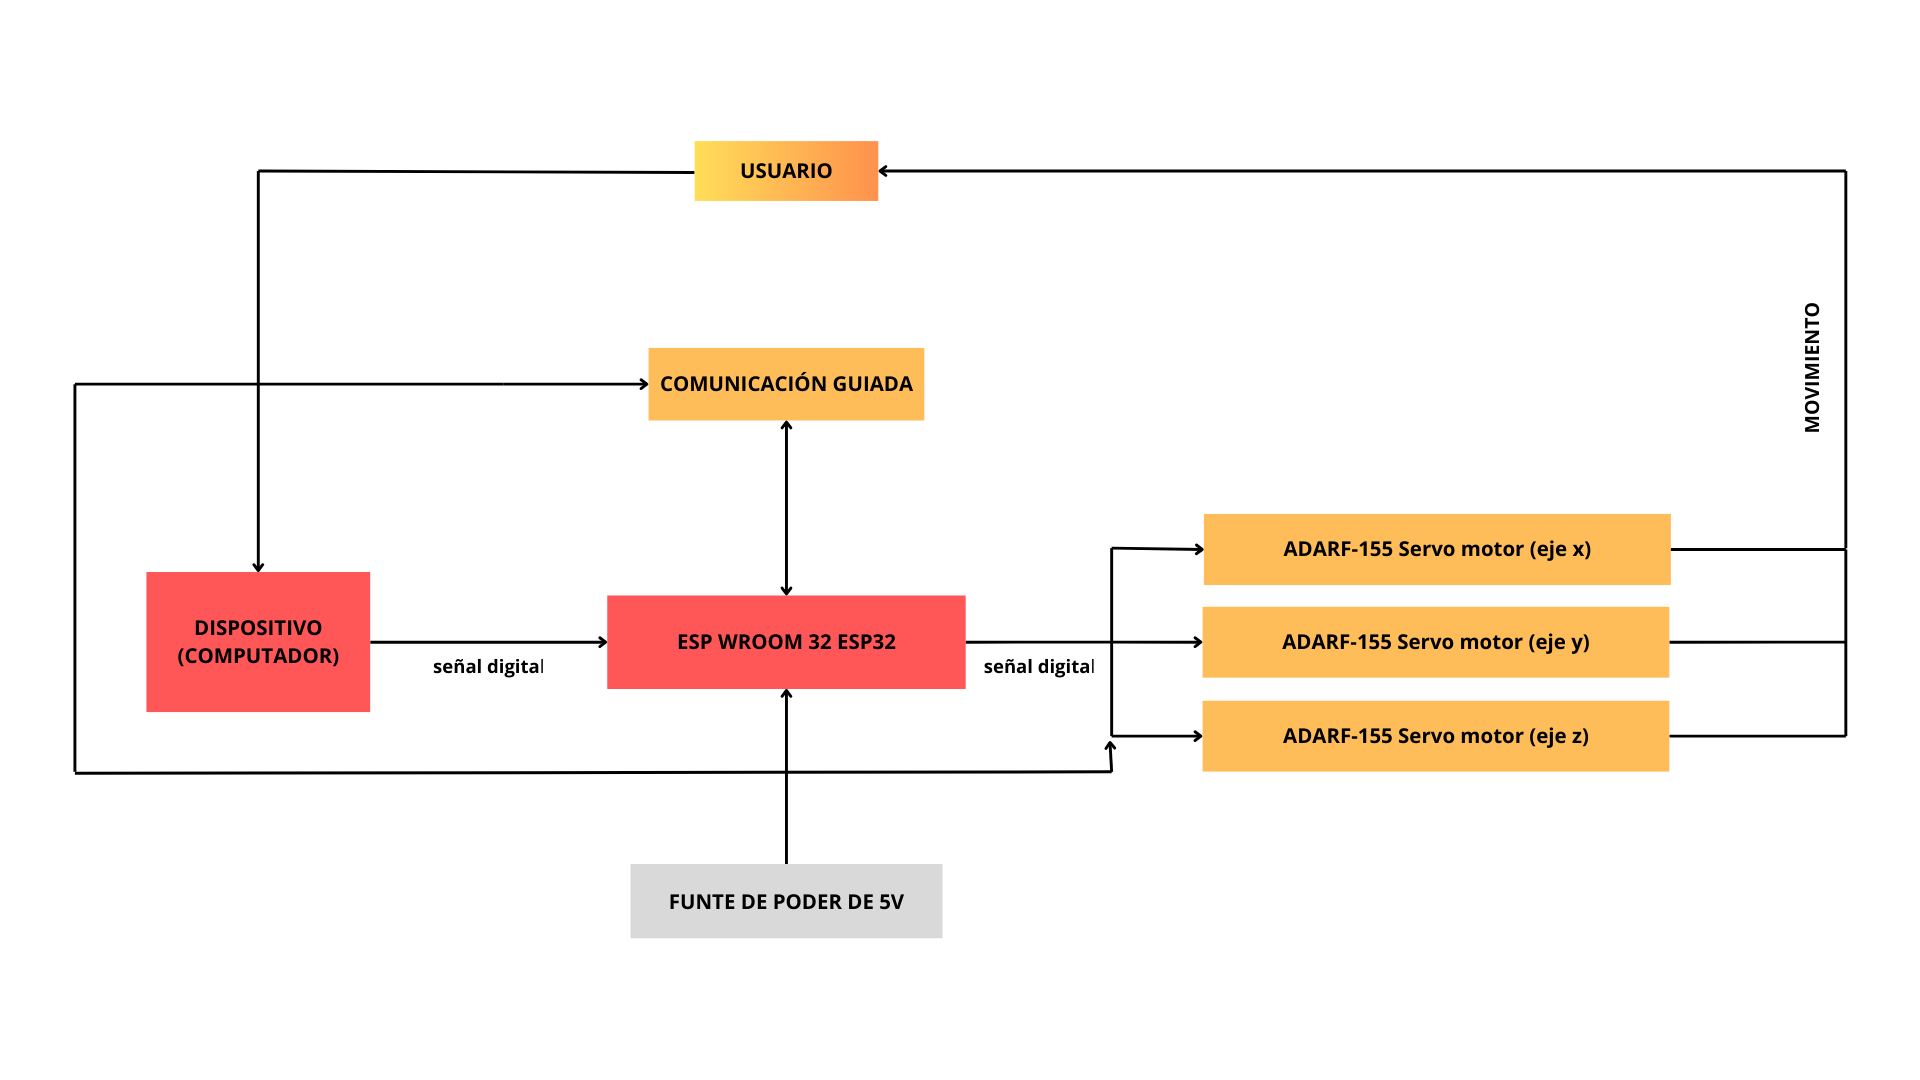 USUARIO
MOVIMIENTO
COMUNICACIÓN GUIADA
ADARF-155 Servo motor (eje x)
DISPOSITIVO
(COMPUTADOR)
señal digital
ESP WROOM 32 ESP32
señal digital
ADARF-155 Servo motor (eje y)
ADARF-155 Servo motor (eje z)
FUNTE DE PODER DE 5V